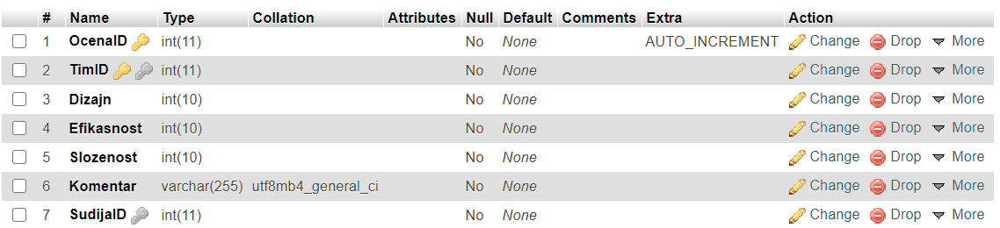 # Name Type Collation Attributes Null Default Comments Extra Action
1 OcenaID int(11) No None AUTO_INCREMENT Change Drop More
2 TimID int(11) No None Change Drop More
3 Dizajn int(10) No None Change Drop More
4 Efikasnost int(10) No None Change Drop More
5 Slozenost int(10) No None Change Drop More
6 Komentar varchar(255) utf8mb4_general_ci No None Change Drop More
7 SudijaID int(11) No None Change Drop More